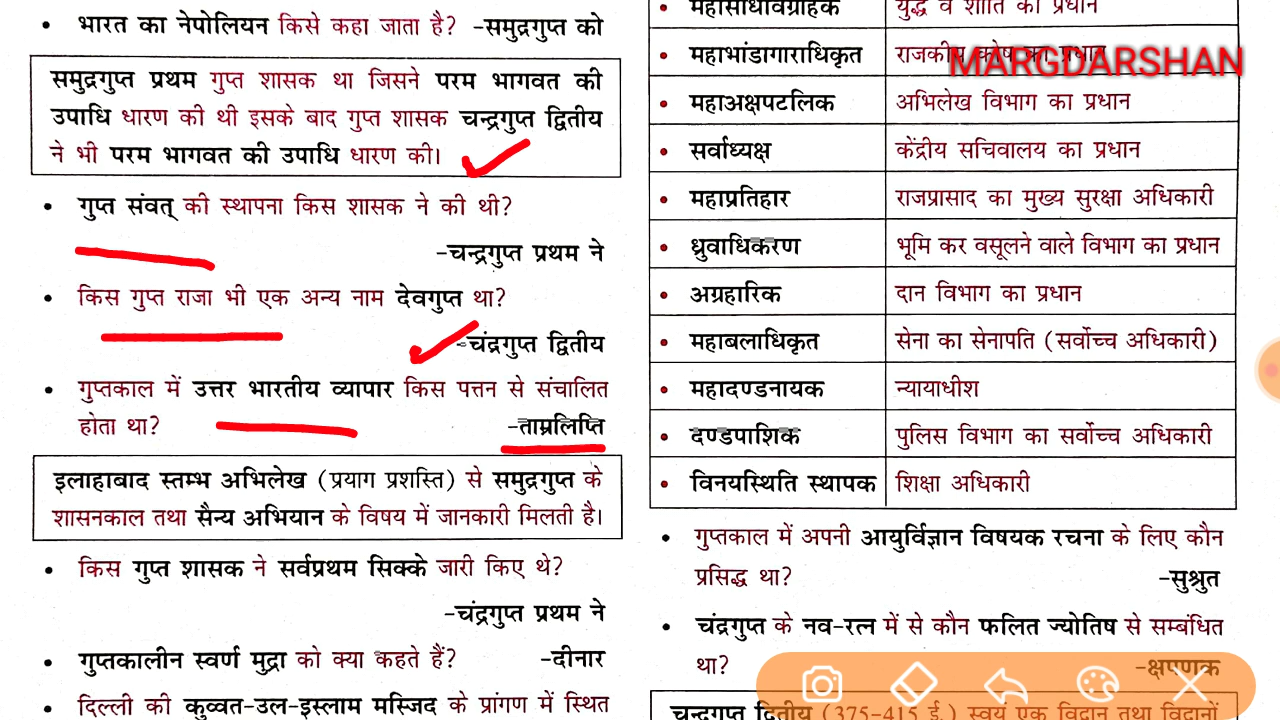 • भारत का नेपोलियन किसे कहा जाता है? -समुद्रगुप्त को
समुद्रगुप्त प्रथम गुप्त शासक था जिसने परम भागवत की
उपाधि धारण की थी इसके बाद गुप्त शासक चन्द्रगुप्त द्वितीय
ने भी परम भागवत की उपाधि धारण की।
• गुप्त संवत् की स्थापना किस शासक ने की थी?
-चन्द्रगुप्त प्रथम ने
• किस गुप्त राजा भी एक अन्य नाम देवगुप्त था?
-चंद्रगुप्त द्वितीय
• गुप्तकाल में उत्तर भारतीय व्यापार किस पत्तन से संचालित
होता था? -ताम्रलिप्ति
इलाहाबाद स्तम्भ अभिलेख (प्रयाग प्रशस्ति) से समुद्रगुप्त के
शासनकाल तथा सैन्य अभियान के विषय में जानकारी मिलती है।
• किस गुप्त शासक ने सर्वप्रथम सिक्के जारी किए थे?
-चंद्रगुप्त प्रथम ने
• गुप्तकालीन स्वर्ण मुद्रा को क्या कहते हैं? -दीनार
• दिल्ली की कुव्वत-उल-इस्लाम मस्जिद के प्रांगण में स्थित
युद्ध व शांति का प्रधान
• महाभांडागाराधिकृत राजकीय कोष का प्रधान
MARGDARSHAN
• महाअक्षपटलिक अभिलेख विभाग का प्रधान
• सर्वाध्यक्ष केंद्रीय सचिवालय का प्रधान
• महाप्रतिहार राजप्रासाद का मुख्य सुरक्षा अधिकारी
• ध्रुवाधिकरण भूमि कर वसूलने वाले विभाग का प्रधान
• अग्रहारिक दान विभाग का प्रधान
• महाबलाधिकृत सेना का सेनापति (सर्वोच्च अधिकारी)
• महादण्डनायक न्यायाधीश
• दण्डपाशिक पुलिस विभाग का सर्वोच्च अधिकारी
• विनयस्थिति स्थापक शिक्षा अधिकारी
• गुप्तकाल में अपनी आयुर्विज्ञान विषयक रचना के लिए कौन
प्रसिद्ध था? -सुश्रुत
• चंद्रगुप्त के नव-रत्न में से कौन फलित ज्योतिष से सम्बंधित
था? -क्षपणक
चन्द्रगुप्त द्वितीय (375-415 ई.) स्वयं एक विद्वान तथा विद्वानों